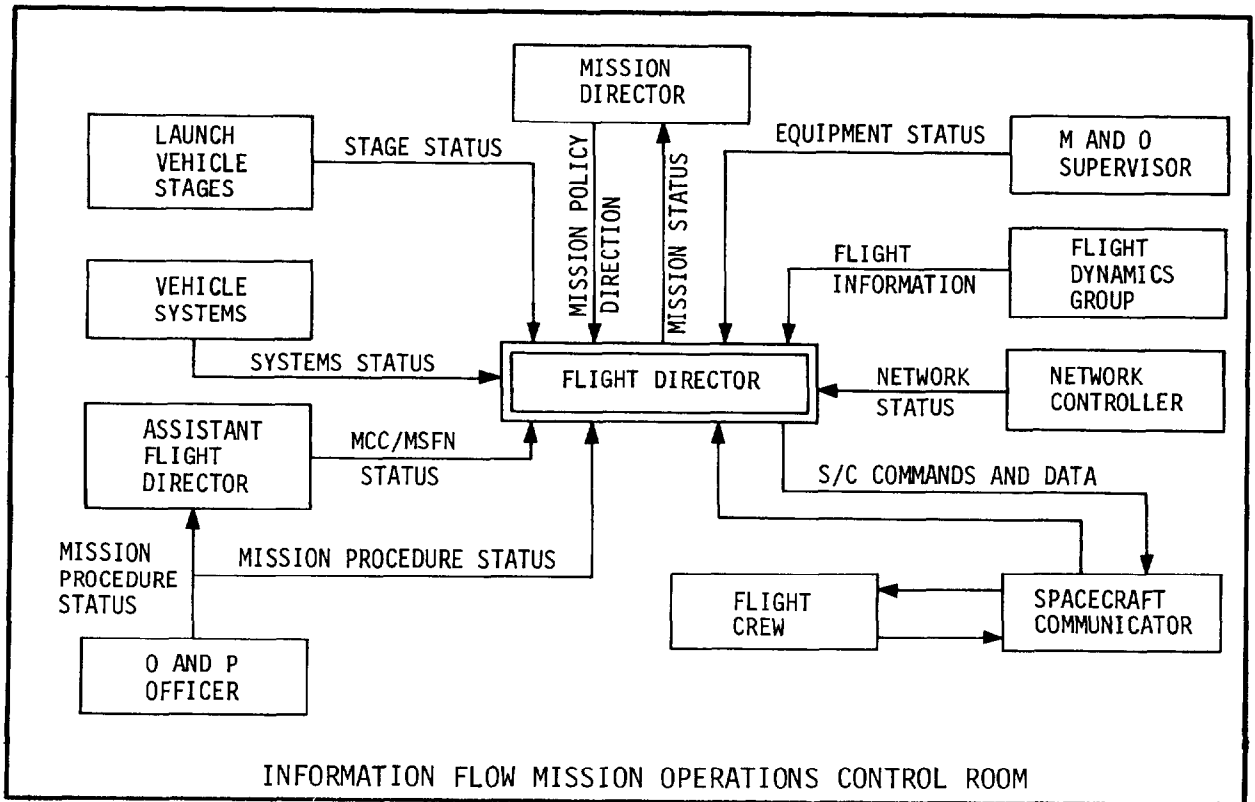 MISSION
DIRECTOR
LAUNCH
VEHICLE
STAGES
STAGE STATUS
MISSION POLICY
DIRECTION
MISSION STATUS
EQUIPMENT STATUS
M AND O
SUPERVISOR
VEHICLE
SYSTEMS
SYSTEMS STATUS
FLIGHT
INFORMATION
FLIGHT
DYNAMICS
GROUP
FLIGHT DIRECTOR
NETWORK
STATUS
NETWORK
CONTROLLER
ASSISTANT
FLIGHT
DIRECTOR
MCC/MSFN
STATUS
S/C COMMANDS AND DATA
MISSION
PROCEDURE
STATUS
MISSION PROCEDURE STATUS
FLIGHT
CREW
SPACECRAFT
COMMUNICATOR
O AND P
OFFICER
INFORMATION FLOW MISSION OPERATIONS CONTROL ROOM